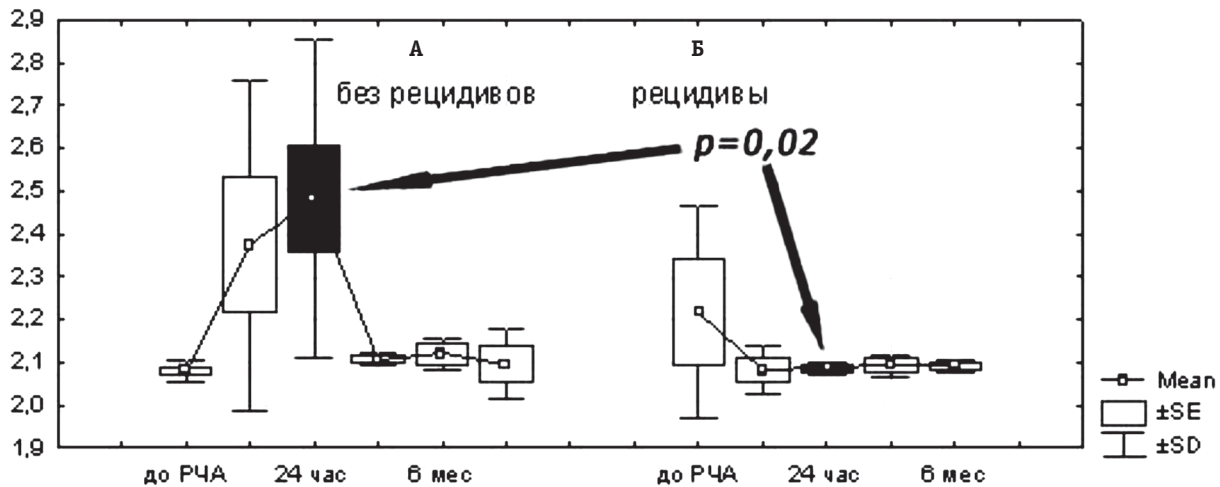 2,9
2,8
2,7
2,6
2,5
2,4
2,3
2,2
2,1
2,0
1,9
А
без рецидивов
Б
рецидивы
p=0,02
до РЧА
24 час
6 мес
до РЧА
24 час
6 мес
Mean
±SE
±SD